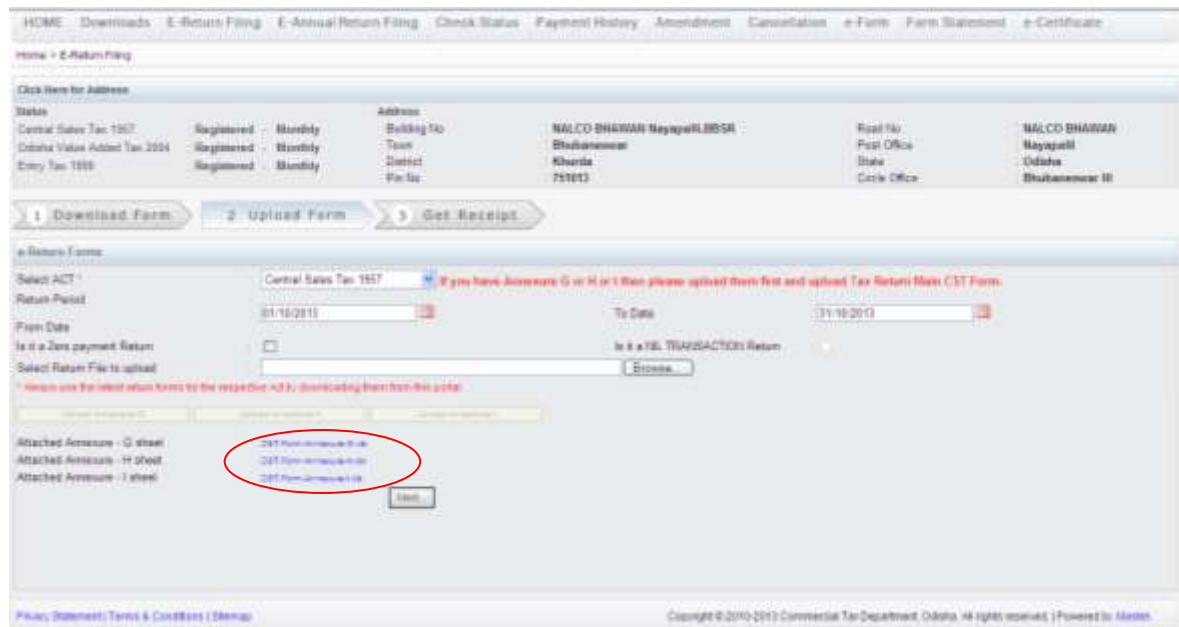 HOME Downloads E-Return Filing E-Annual Return Filing Check Status Payment History Amendment Cancellation e-Form Form Statement e-Certificate
Home > E-Return Filing
Click Here for Address
Status Address
Central Sales Tax 1957 Registered - Monthly Building No NALCO BHAWAN Nayapalli,BBSR Road No NALCO BHAWAN
Odisha Value Added Tax 2004 Registered - Monthly Town Bhubaneswar Post Office Nayapalli
Entry Tax 1999 Registered - Monthly District Khurda State Odisha
Pin No 751013 Circle Office Bhubaneswar III
1 Download Form 2 Upload Form 3 Get Receipt
e-Return Forms
Select ACT * Central Sales Tax 1957 If you have Annexure G or H or I then please upload them first and upload Tax Return Main CST Form.
Return Period
01/10/2013 To Date 31/10/2013
From Date
Is it a Zero payment Return Is it a NIL TRANSACTION Return
Select Return File to upload Browse...
* Always use the latest return forms for the respective Act by downloading them from this portal
Attached Annexure - G sheet
Attached Annexure - H sheet
Attached Annexure - I sheet
Next
Privacy Statement | Terms & Conditions | Sitemap Copyright © 2010-2013 Commercial Tax Department, Odisha. All rights reserved. | Powered by